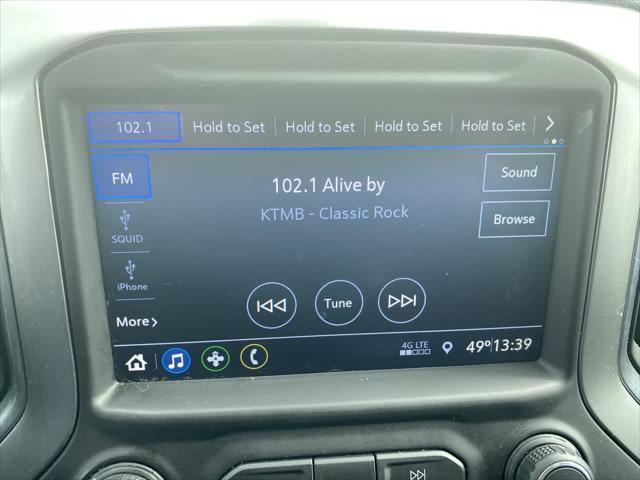 102.1 Hold to Set Hold to Set Hold to Set Hold to Set
FM
102.1 Alive by
Sound
KTMB - Classic Rock
Browse
SQUID
iPhone
Tune
More
4G LTE
49° 13:39